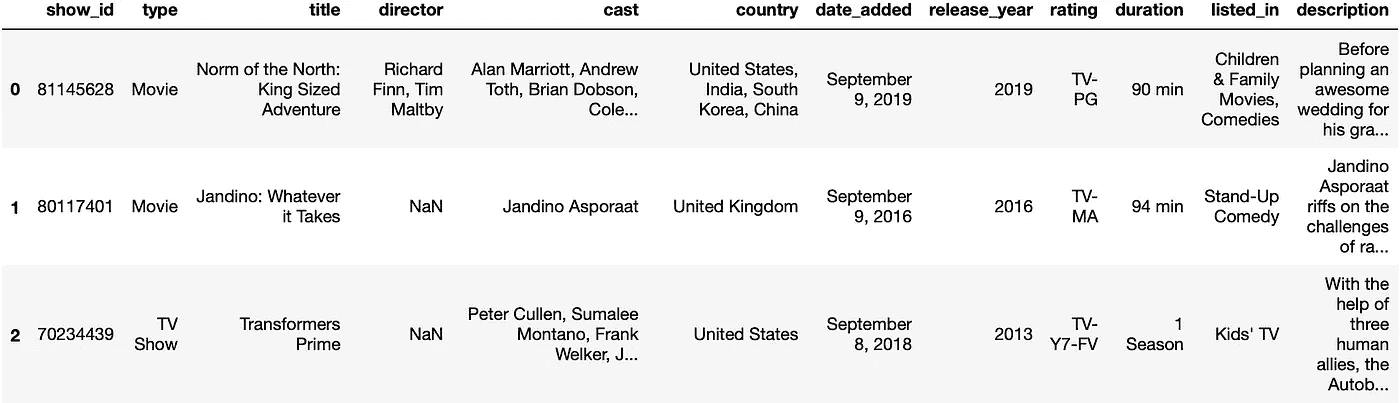 show_id type title director cast country date_added release_year rating duration listed_in description
0 81145628 Movie Norm of the North: King Sized Adventure Richard Finn, Tim Maltby Alan Marriott, Andrew Toth, Brian Dobson, Cole... United States, India, South Korea, China September 9, 2019 2019 TV-PG 90 min Children & Family Movies, Comedies Before planning an awesome wedding for his gra...
1 80117401 Movie Jandino: Whatever it Takes NaN Jandino Asporaat United Kingdom September 9, 2016 2016 TV-MA 94 min Stand-Up Comedy Jandino Asporaat riffs on the challenges of ra...
2 70234439 TV Show Transformers Prime NaN Peter Cullen, Sumalee Montano, Frank Welker, J... United States September 8, 2018 2013 TV-Y7-FV 1 Season Kids' TV With the help of three human allies, the Autob...